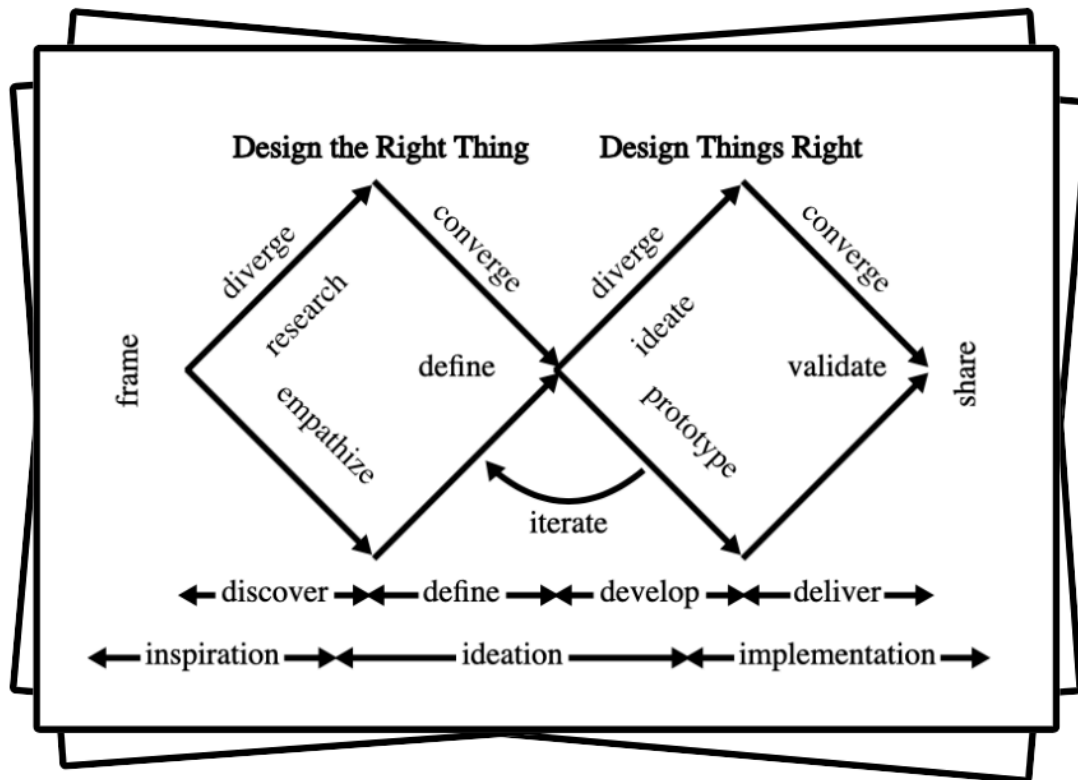 Design the Right Thing
Design Things Right
diverge
converge
diverge
converge
research
ideate
frame
define
validate
share
empathize
prototype
iterate
discover
define
develop
deliver
inspiration
ideation
implementation